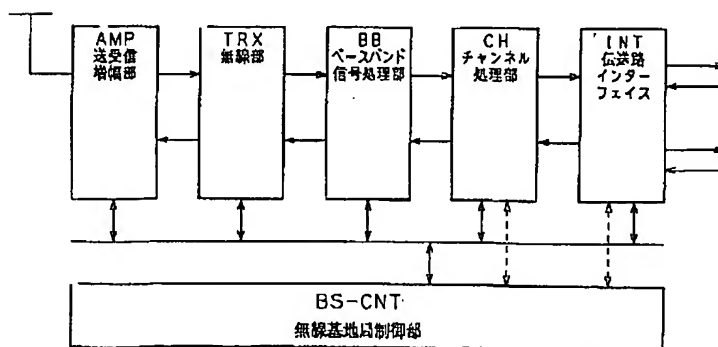 AMP
送受信
増幅部
TRX
無線部
BB
ベースバンド
信号処理部
CH
チャンネル
処理部
INT
伝送路
インター
フェイス
BS-CNT
無線基地局制御部